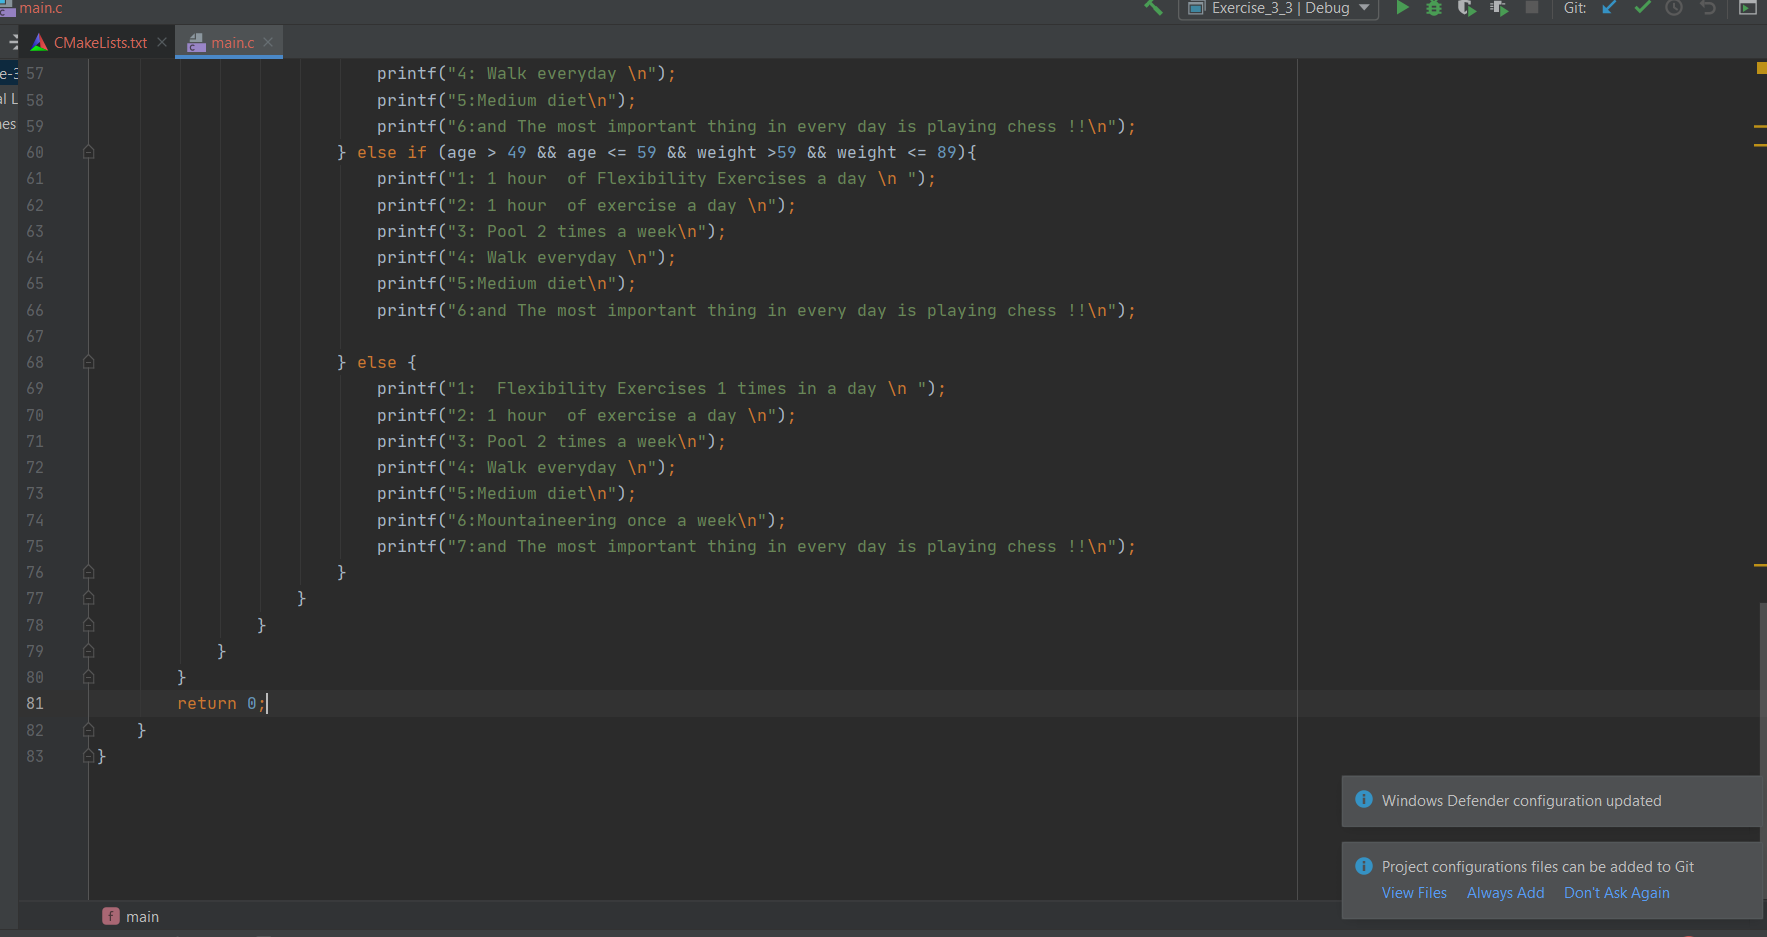 main.c
Exercise_3_3 | Debug
Git:
CMakeLists.txt
main.c
57 printf("4: Walk everyday \n");
58 printf("5:Medium diet\n");
59 printf("6:and The most important thing in every day is playing chess !!\n");
60 } else if (age > 49 && age <= 59 && weight >59 && weight <= 89){
61 printf("1: 1 hour  of Flexibility Exercises a day \n ");
62 printf("2: 1 hour  of exercise a day \n");
63 printf("3: Pool 2 times a week\n");
64 printf("4: Walk everyday \n");
65 printf("5:Medium diet\n");
66 printf("6:and The most important thing in every day is playing chess !!\n");
67
68 } else {
69 printf("1:  Flexibility Exercises 1 times in a day \n ");
70 printf("2: 1 hour  of exercise a day \n");
71 printf("3: Pool 2 times a week\n");
72 printf("4: Walk everyday \n");
73 printf("5:Medium diet\n");
74 printf("6:Mountaineering once a week\n");
75 printf("7:and The most important thing in every day is playing chess !!\n");
76 }
77 }
78 }
79 }
80 }
81 return 0;
82 }
83 }
Windows Defender configuration updated
Project configurations files can be added to Git
View Files Always Add Don't Ask Again
f main